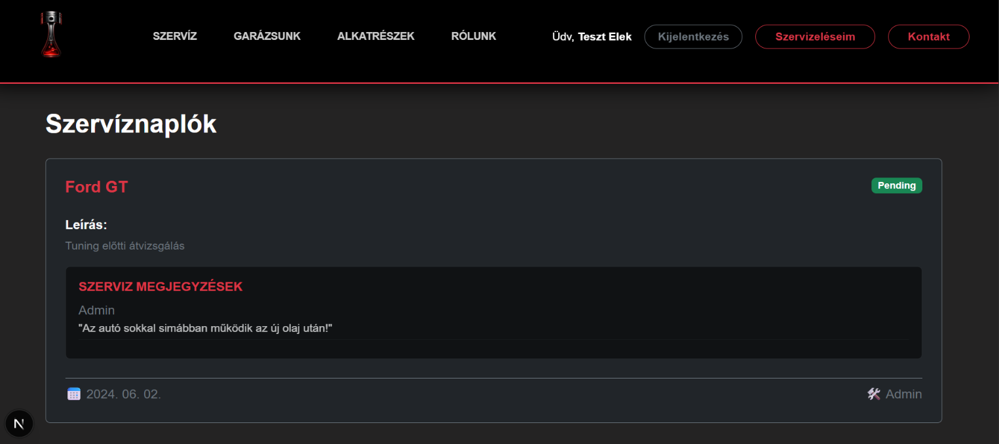 SZERVÍZ GARÁZSUNK ALKATRÉSZEK RÓLUNK Üdv, Teszt Elek Kijelentkezés Szervizeléseim Kontakt
Szervíznaplók
Ford GT Pending
Leírás:
Tuning előtti átvizsgálás
SZERVIZ MEGJEGYZÉSEK
Admin
"Az autó sokkal simábban működik az új olaj után!"
2024. 06. 02. Admin
N